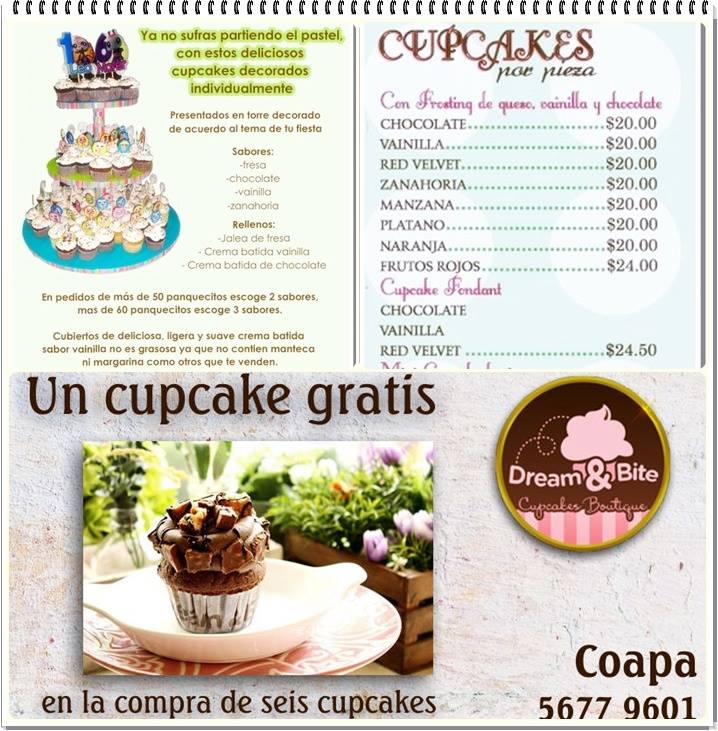 Ya no sufras partiendo el pastel,
con estos deliciosos
cupcakes decorados
individualmente
Presentados en torre decorado
de acuerdo al tema de tu fiesta
Sabores:
-fresa
-chocolate
-vainilla
-zanahoria
Rellenos:
-Jalea de fresa
- Crema batida vainilla
- Crema batida de chocolate
En pedidos de más de 50 panquecitos escoge 2 sabores,
mas de 60 panquecitos escoge 3 sabores.
Cubiertos de deliciosa, ligera y suave crema batida
sabor vainilla no es grasosa ya que no contien manteca
ni margarina como otros que te venden.
CUPCAKES
por pieza
Con Frosting de queso, vainilla y chocolate
CHOCOLATE $20.00
VAINILLA $20.00
RED VELVET $20.00
ZANAHORIA $20.00
MANZANA $20.00
PLATANO $20.00
NARANJA $20.00
FRUTOS ROJOS $24.00
Cupcake Fondant
CHOCOLATE
VAINILLA
RED VELVET $24.50
Un cupcake gratis
en la compra de seis cupcakes
Dream & Bite
Cupcakes Boutique
Coapa
5677 9601